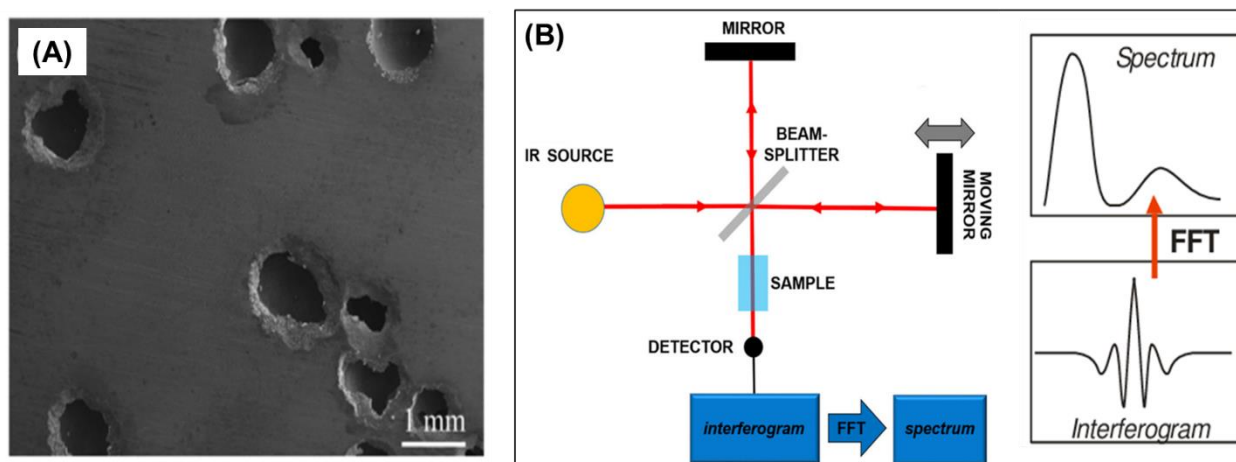 (A)
1 mm
(B)
MIRROR
BEAM-
SPLITTER
IR SOURCE
MOVING
MIRROR
SAMPLE
DETECTOR
interferogram
FFT
spectrum
Spectrum
FFT
Interferogram